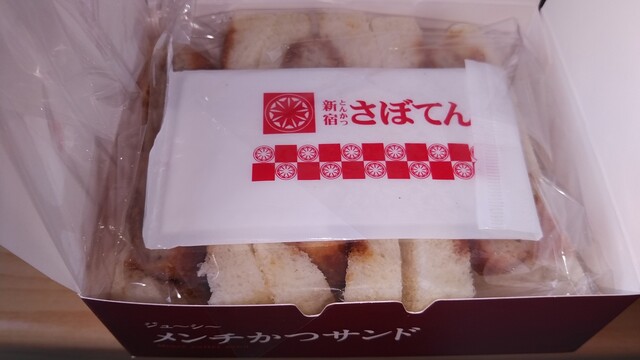 新宿
とんかつ
さぼてん
ジューシー
メンチかつサンド